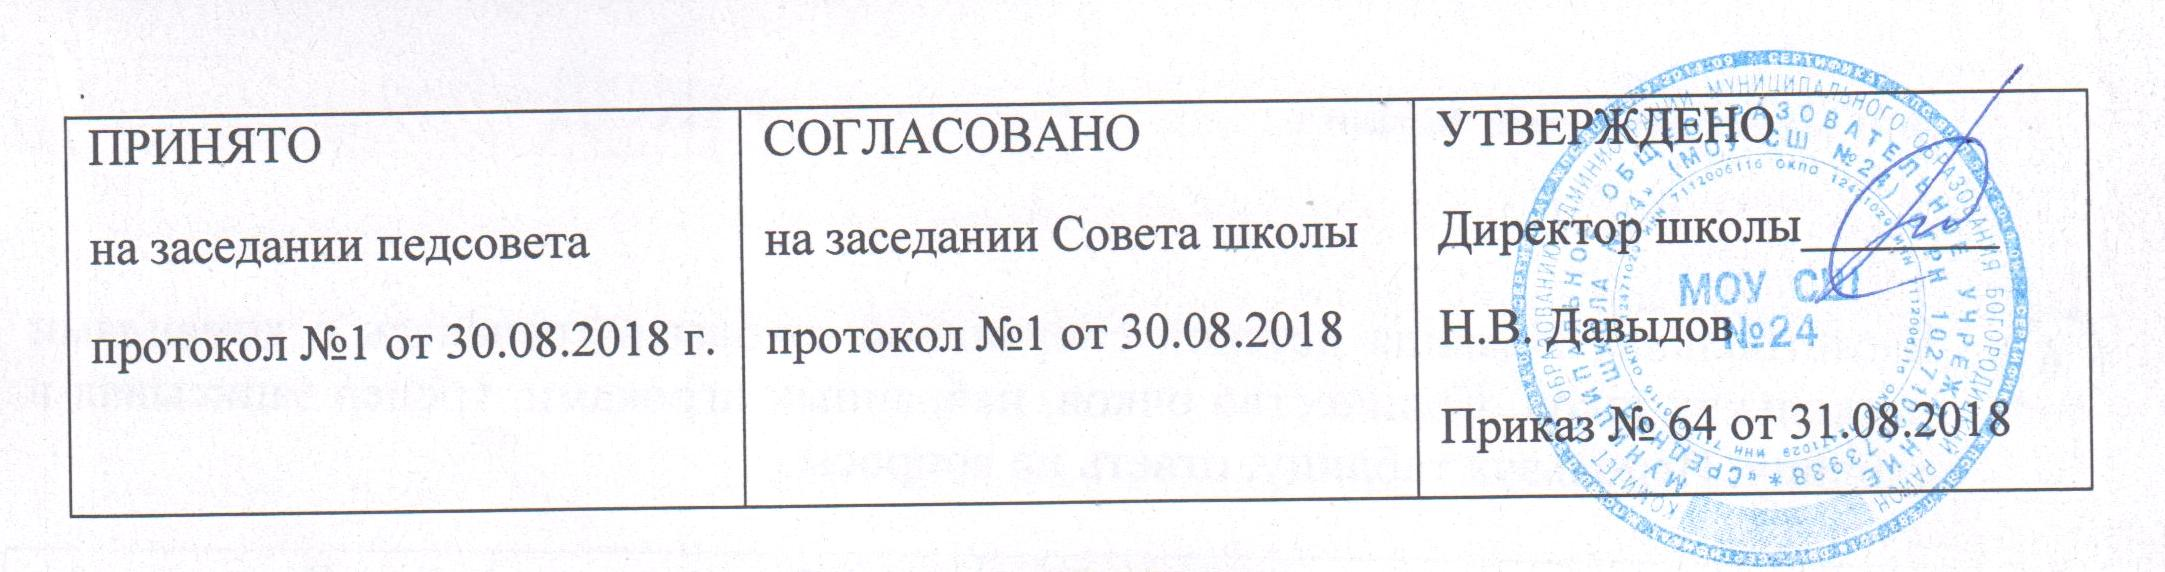 ПРИНЯТО
на заседании педсовета
протокол №1 от 30.08.2018 г.
СОГЛАСОВАНО
на заседании Совета школы
протокол №1 от 30.08.2018
УТВЕРЖДЕНО
Директор школы__________
Н.В. Давыдов
Приказ № 64 от 31.08.2018
МОУ СШ
№24